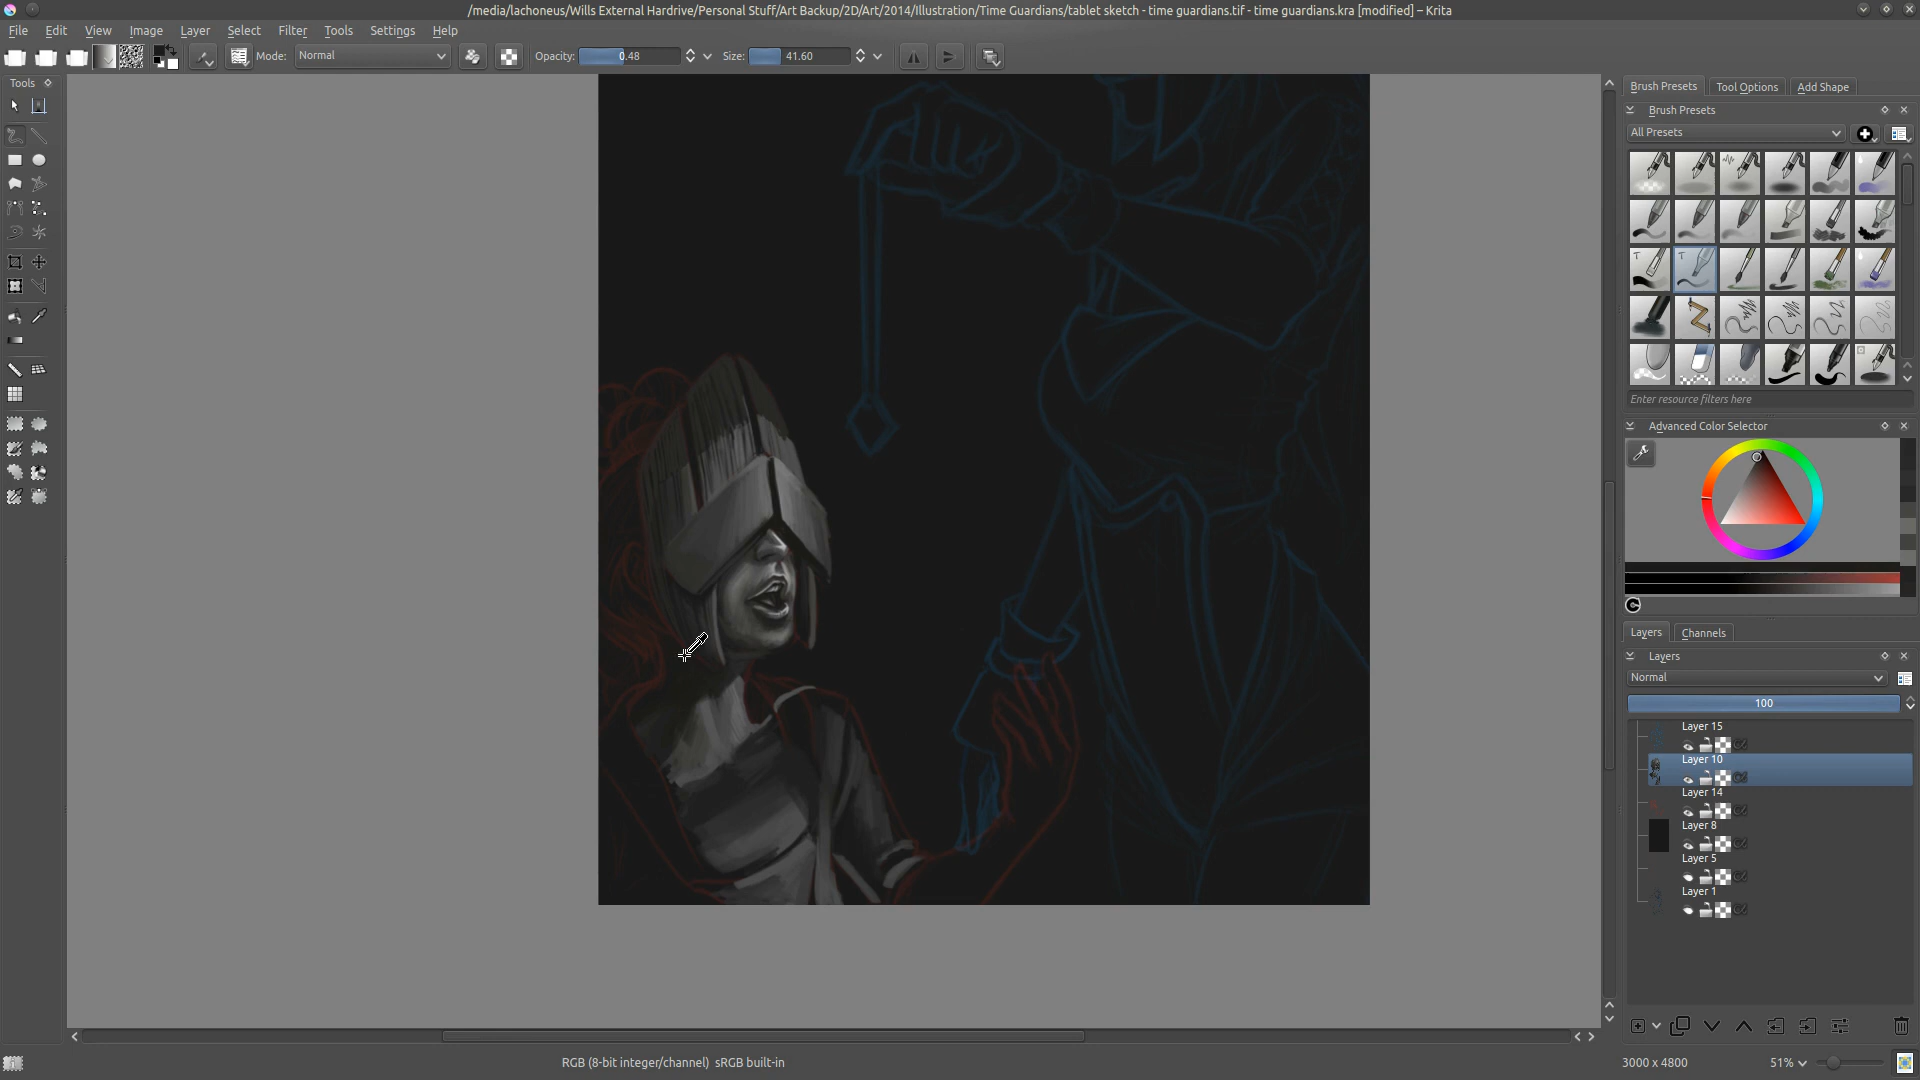 /media/lachoneus/Wills External Hardrive/Personal Stuff/Art Backup/2D/Art/2014/Illustration/Time Guardians/tablet sketch - time guardians.tif - time guardians.kra [modified] – Krita
File Edit View Image Layer Select Filter Tools Settings Help
Mode: Normal Opacity: 0.48 Size: 41.60
Tools
Brush Presets Tool Options Add Shape
Brush Presets
All Presets
Enter resource filters here
Advanced Color Selector
Layers Channels
Layers
Normal
100
Layer 15
Layer 10
Layer 14
Layer 8
Layer 5
Layer 1
RGB (8-bit integer/channel) sRGB built-in 3000 x 4800 51%